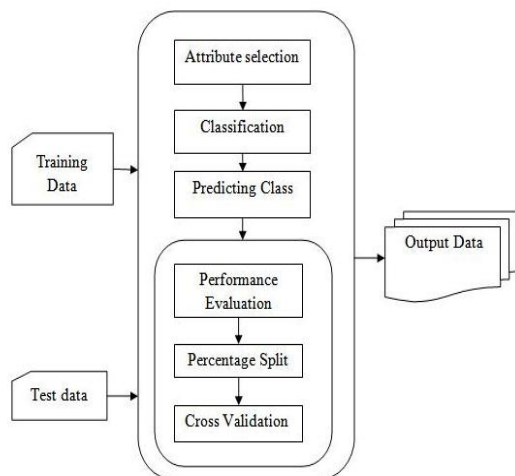 Attribute selection
Classification
Training
Data
Predicting Class
Output Data
Performance
Evaluation
Percentage Split
Test data
Cross Validation